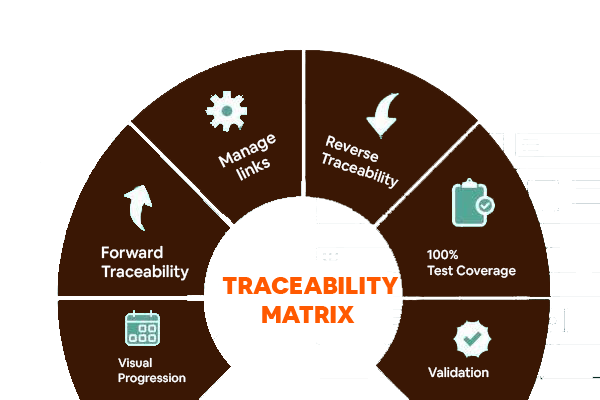 Manage
links
Reverse
Traceability
Forward
Traceability
100%
Test Coverage
TRACEABILITY
MATRIX
Visual
Progression
Validation